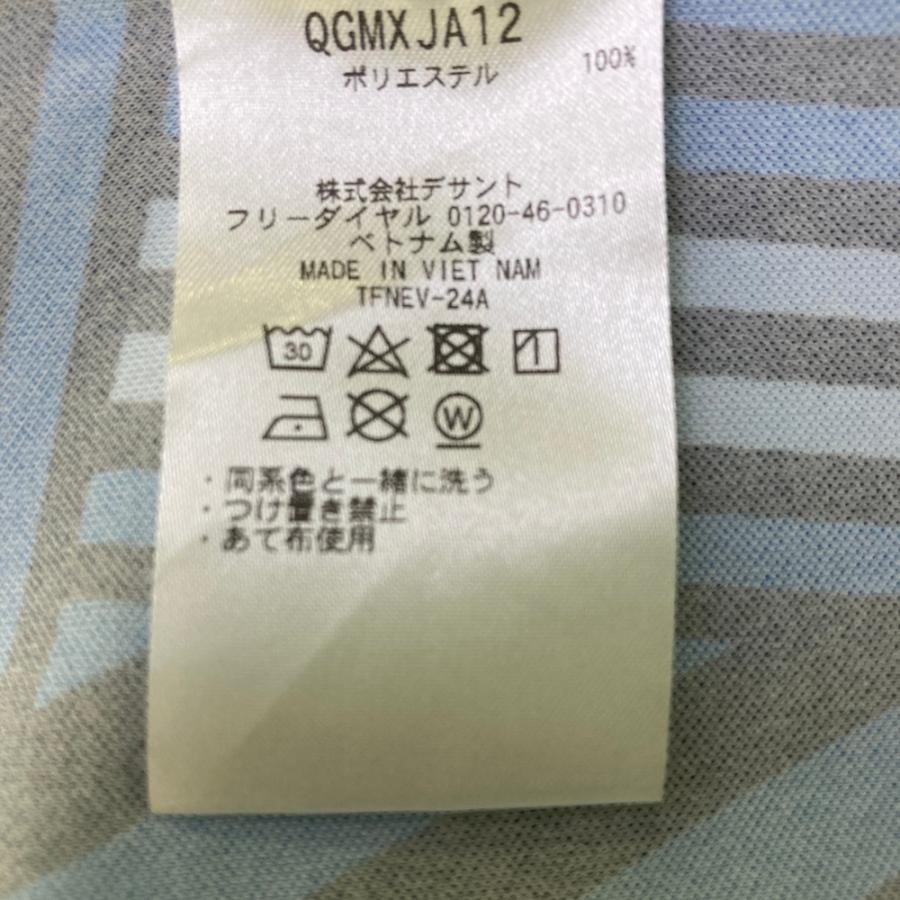 QGMXJA12
ポリエステル 100%
株式会社デサント
フリーダイヤル 0120-46-0310
ベトナム製
MADE IN VIET NAM
TFNEV-24A
30
W
・同系色と一緒に洗う
・つけ置き禁止
・あて布使用